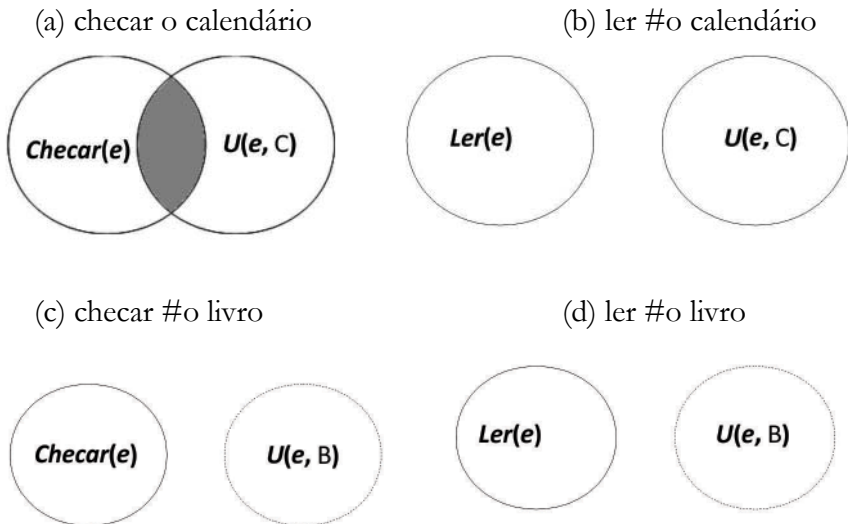 (a) checar o calendário (b) ler #o calendário
Checar(e) U(e, C) Ler(e) U(e, C)
(c) checar #o livro (d) ler #o livro
Checar(e) U(e, B) Ler(e) U(e, B)